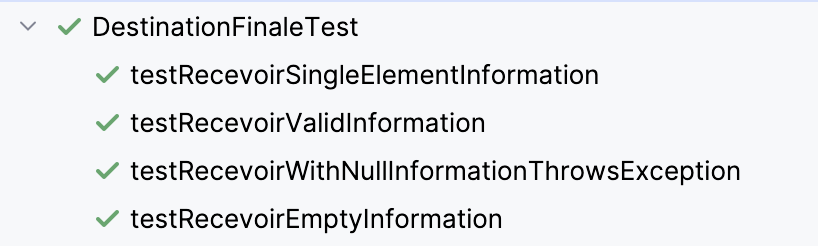 DestinationFinaleTest
testRecevoirSingleElementInformation
testRecevoirValidInformation
testRecevoirWithNullInformationThrowsException
testRecevoirEmptyInformation